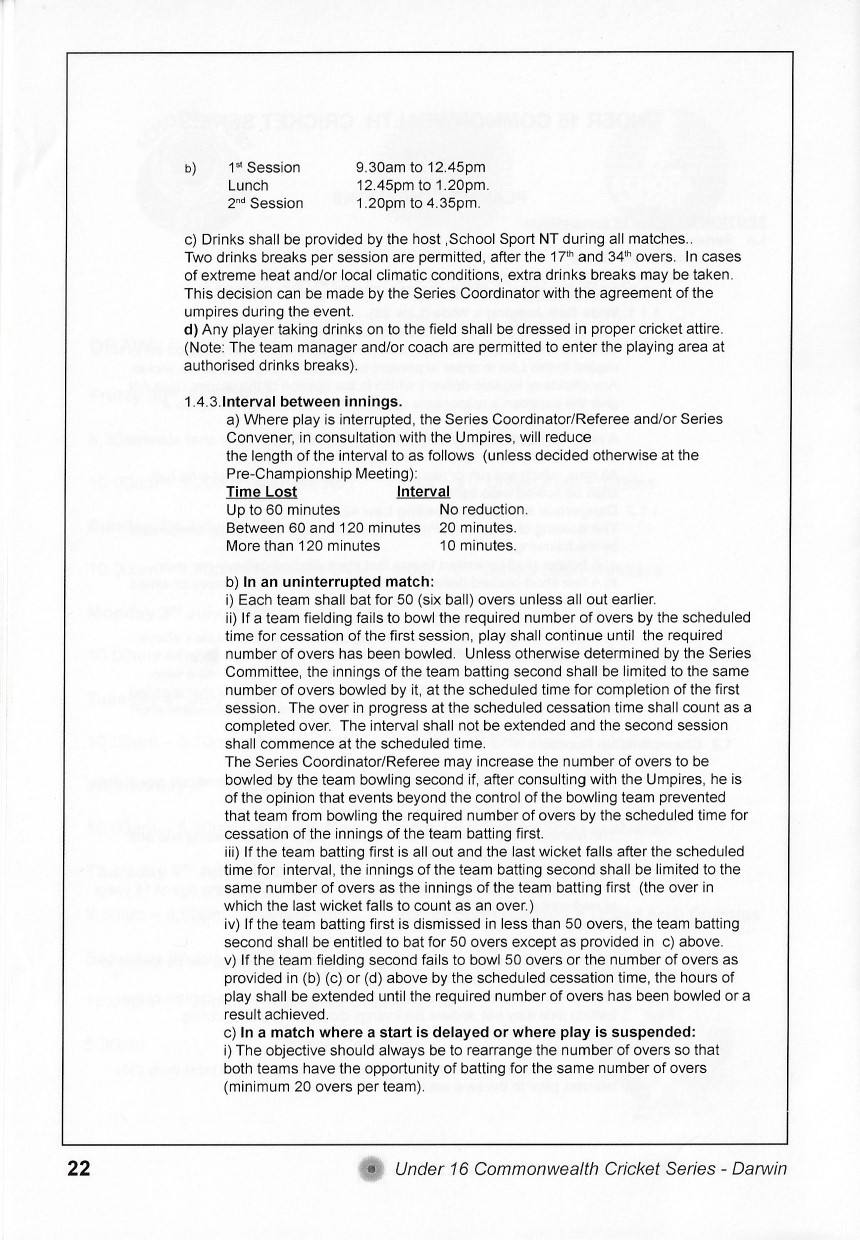 b) 1st Session 9.30am to 12.45pm
Lunch 12.45pm to 1.20pm.
2nd Session 1.20pm to 4.35pm.
c) Drinks shall be provided by the host ,School Sport NT during all matches..
Two drinks breaks per session are permitted, after the 17th and 34th overs. In cases
of extreme heat and/or local climatic conditions, extra drinks breaks may be taken.
This decision can be made by the Series Coordinator with the agreement of the
umpires during the event.
d) Any player taking drinks on to the field shall be dressed in proper cricket attire.
(Note: The team manager and/or coach are permitted to enter the playing area at
authorised drinks breaks).
1.4.3.Interval between innings.
a) Where play is interrupted, the Series Coordinator/Referee and/or Series
Convener, in consultation with the Umpires, will reduce
the length of the interval to as follows (unless decided otherwise at the
Pre-Championship Meeting):
Time Lost Interval
Up to 60 minutes No reduction.
Between 60 and 120 minutes 20 minutes.
More than 120 minutes 10 minutes.
b) In an uninterrupted match:
i) Each team shall bat for 50 (six ball) overs unless all out earlier.
ii) If a team fielding fails to bowl the required number of overs by the scheduled
time for cessation of the first session, play shall continue until the required
number of overs has been bowled. Unless otherwise determined by the Series
Committee, the innings of the team batting second shall be limited to the same
number of overs bowled by it, at the scheduled time for completion of the first
session. The over in progress at the scheduled cessation time shall count as a
completed over. The interval shall not be extended and the second session
shall commence at the scheduled time.
The Series Coordinator/Referee may increase the number of overs to be
bowled by the team bowling second if, after consulting with the Umpires, he is
of the opinion that events beyond the control of the bowling team prevented
that team from bowling the required number of overs by the scheduled time for
cessation of the innings of the team batting first.
iii) If the team batting first is all out and the last wicket falls after the scheduled
time for interval, the innings of the team batting second shall be limited to the
same number of overs as the innings of the team batting first (the over in
which the last wicket falls to count as an over.)
iv) If the team batting first is dismissed in less than 50 overs, the team batting
second shall be entitled to bat for 50 overs except as provided in c) above.
v) If the team fielding second fails to bowl 50 overs or the number of overs as
provided in (b) (c) or (d) above by the scheduled cessation time, the hours of
play shall be extended until the required number of overs has been bowled or a
result achieved.
c) In a match where a start is delayed or where play is suspended:
i) The objective should always be to rearrange the number of overs so that
both teams have the opportunity of batting for the same number of overs
(minimum 20 overs per team).
22 Under 16 Commonwealth Cricket Series - Darwin